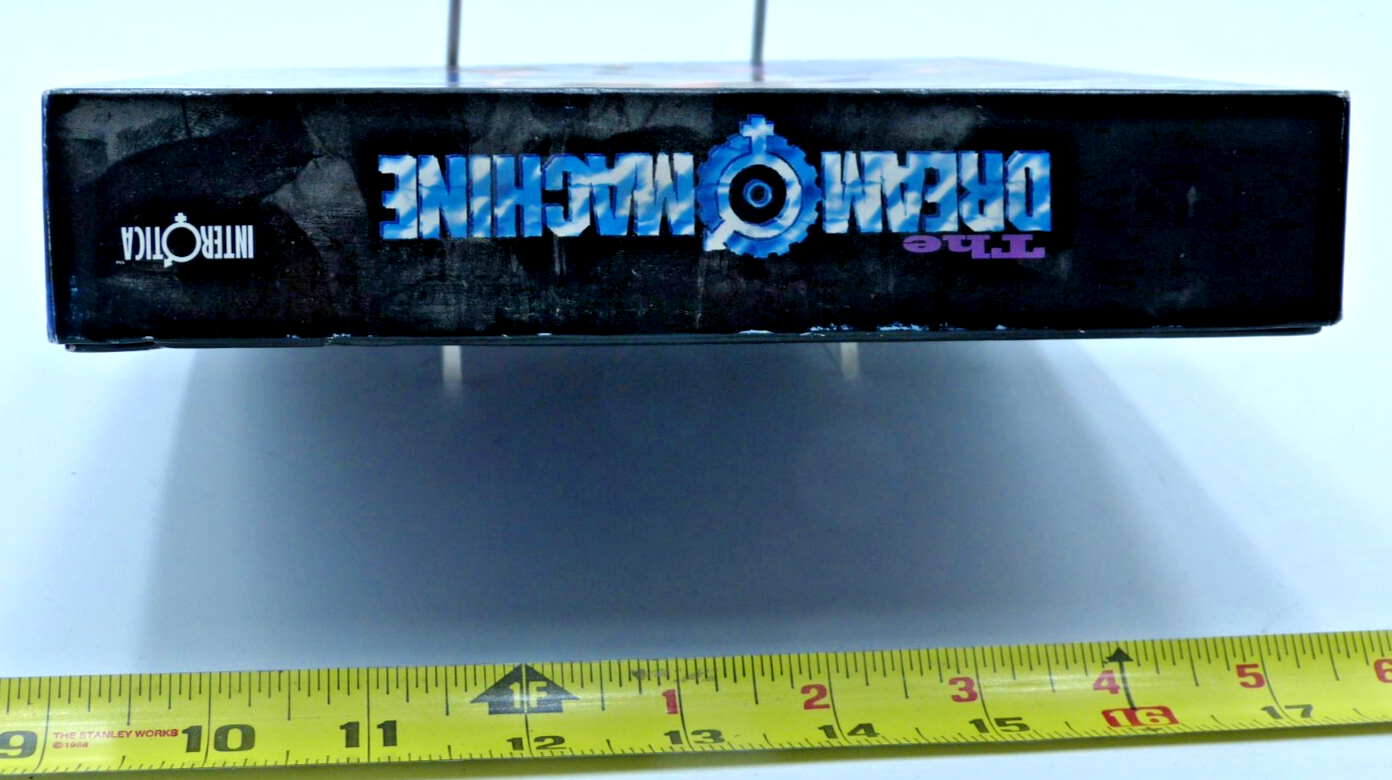 The
DREAM MACHINE
INTEROTICA™
1F 1 2 3 4 5 6
9 THE STANLEY WORKS 10 11 12 13 14 15 16 17
©1988